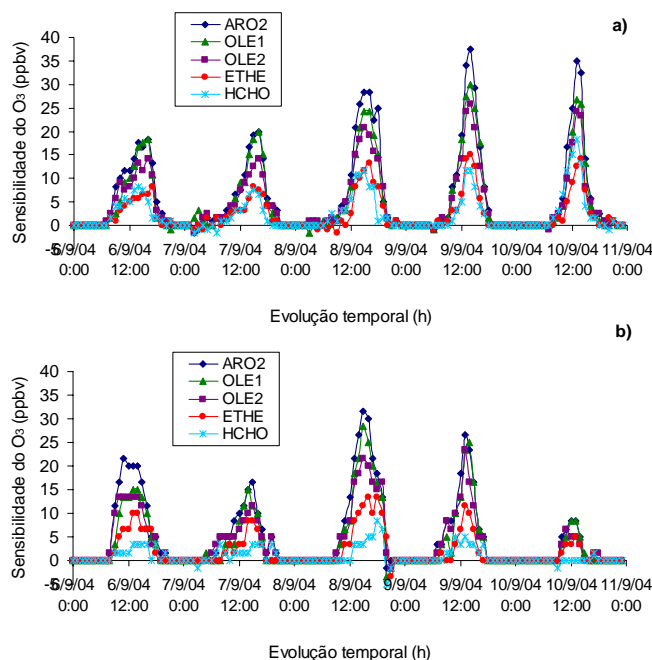 a)
ARO2
OLE1
OLE2
ETHE
HCHO
Sensibilidade do O3 (ppbv)
40
35
30
25
20
15
10
5
0
-5
6/9/04 6/9/04 7/9/04 7/9/04 8/9/04 8/9/04 9/9/04 9/9/04 10/9/04 10/9/04 11/9/04
0:00 12:00 0:00 12:00 0:00 12:00 0:00 12:00 0:00 12:00 0:00
Evolução temporal (h)
b)
ARO2
OLE1
OLE2
ETHE
HCHO
Sensibilidade do O3 (ppbv)
40
35
30
25
20
15
10
5
0
-5
6/9/04 6/9/04 7/9/04 7/9/04 8/9/04 8/9/04 9/9/04 9/9/04 10/9/04 10/9/04 11/9/04
0:00 12:00 0:00 12:00 0:00 12:00 0:00 12:00 0:00 12:00 0:00
Evolução temporal (h)